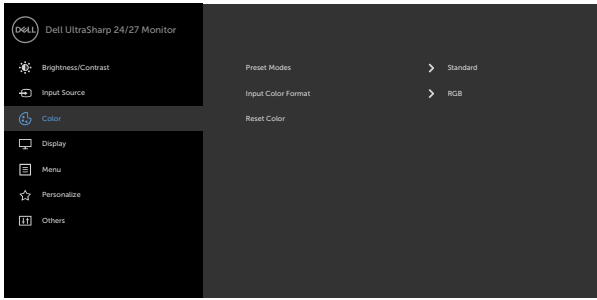 DELL Dell UltraSharp 24/27 Monitor
Brightness/Contrast Preset Modes Standard
Input Source Input Color Format RGB
Color Reset Color
Display
Menu
Personalize
Others